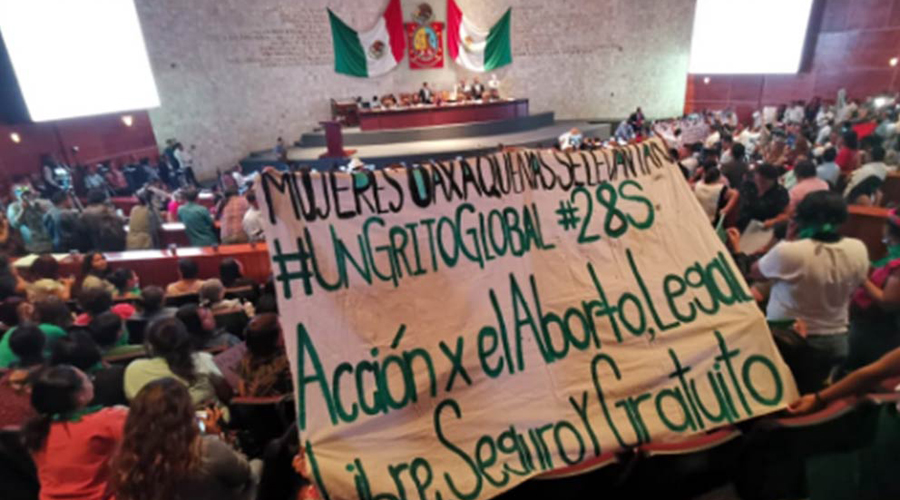 MUJERES OAXAQUEÑAS SE LEVANTAN
#UNGRITOGLOBAL #28S
Acción x el Aborto, Legal
Libre, Seguro Y Gratuito